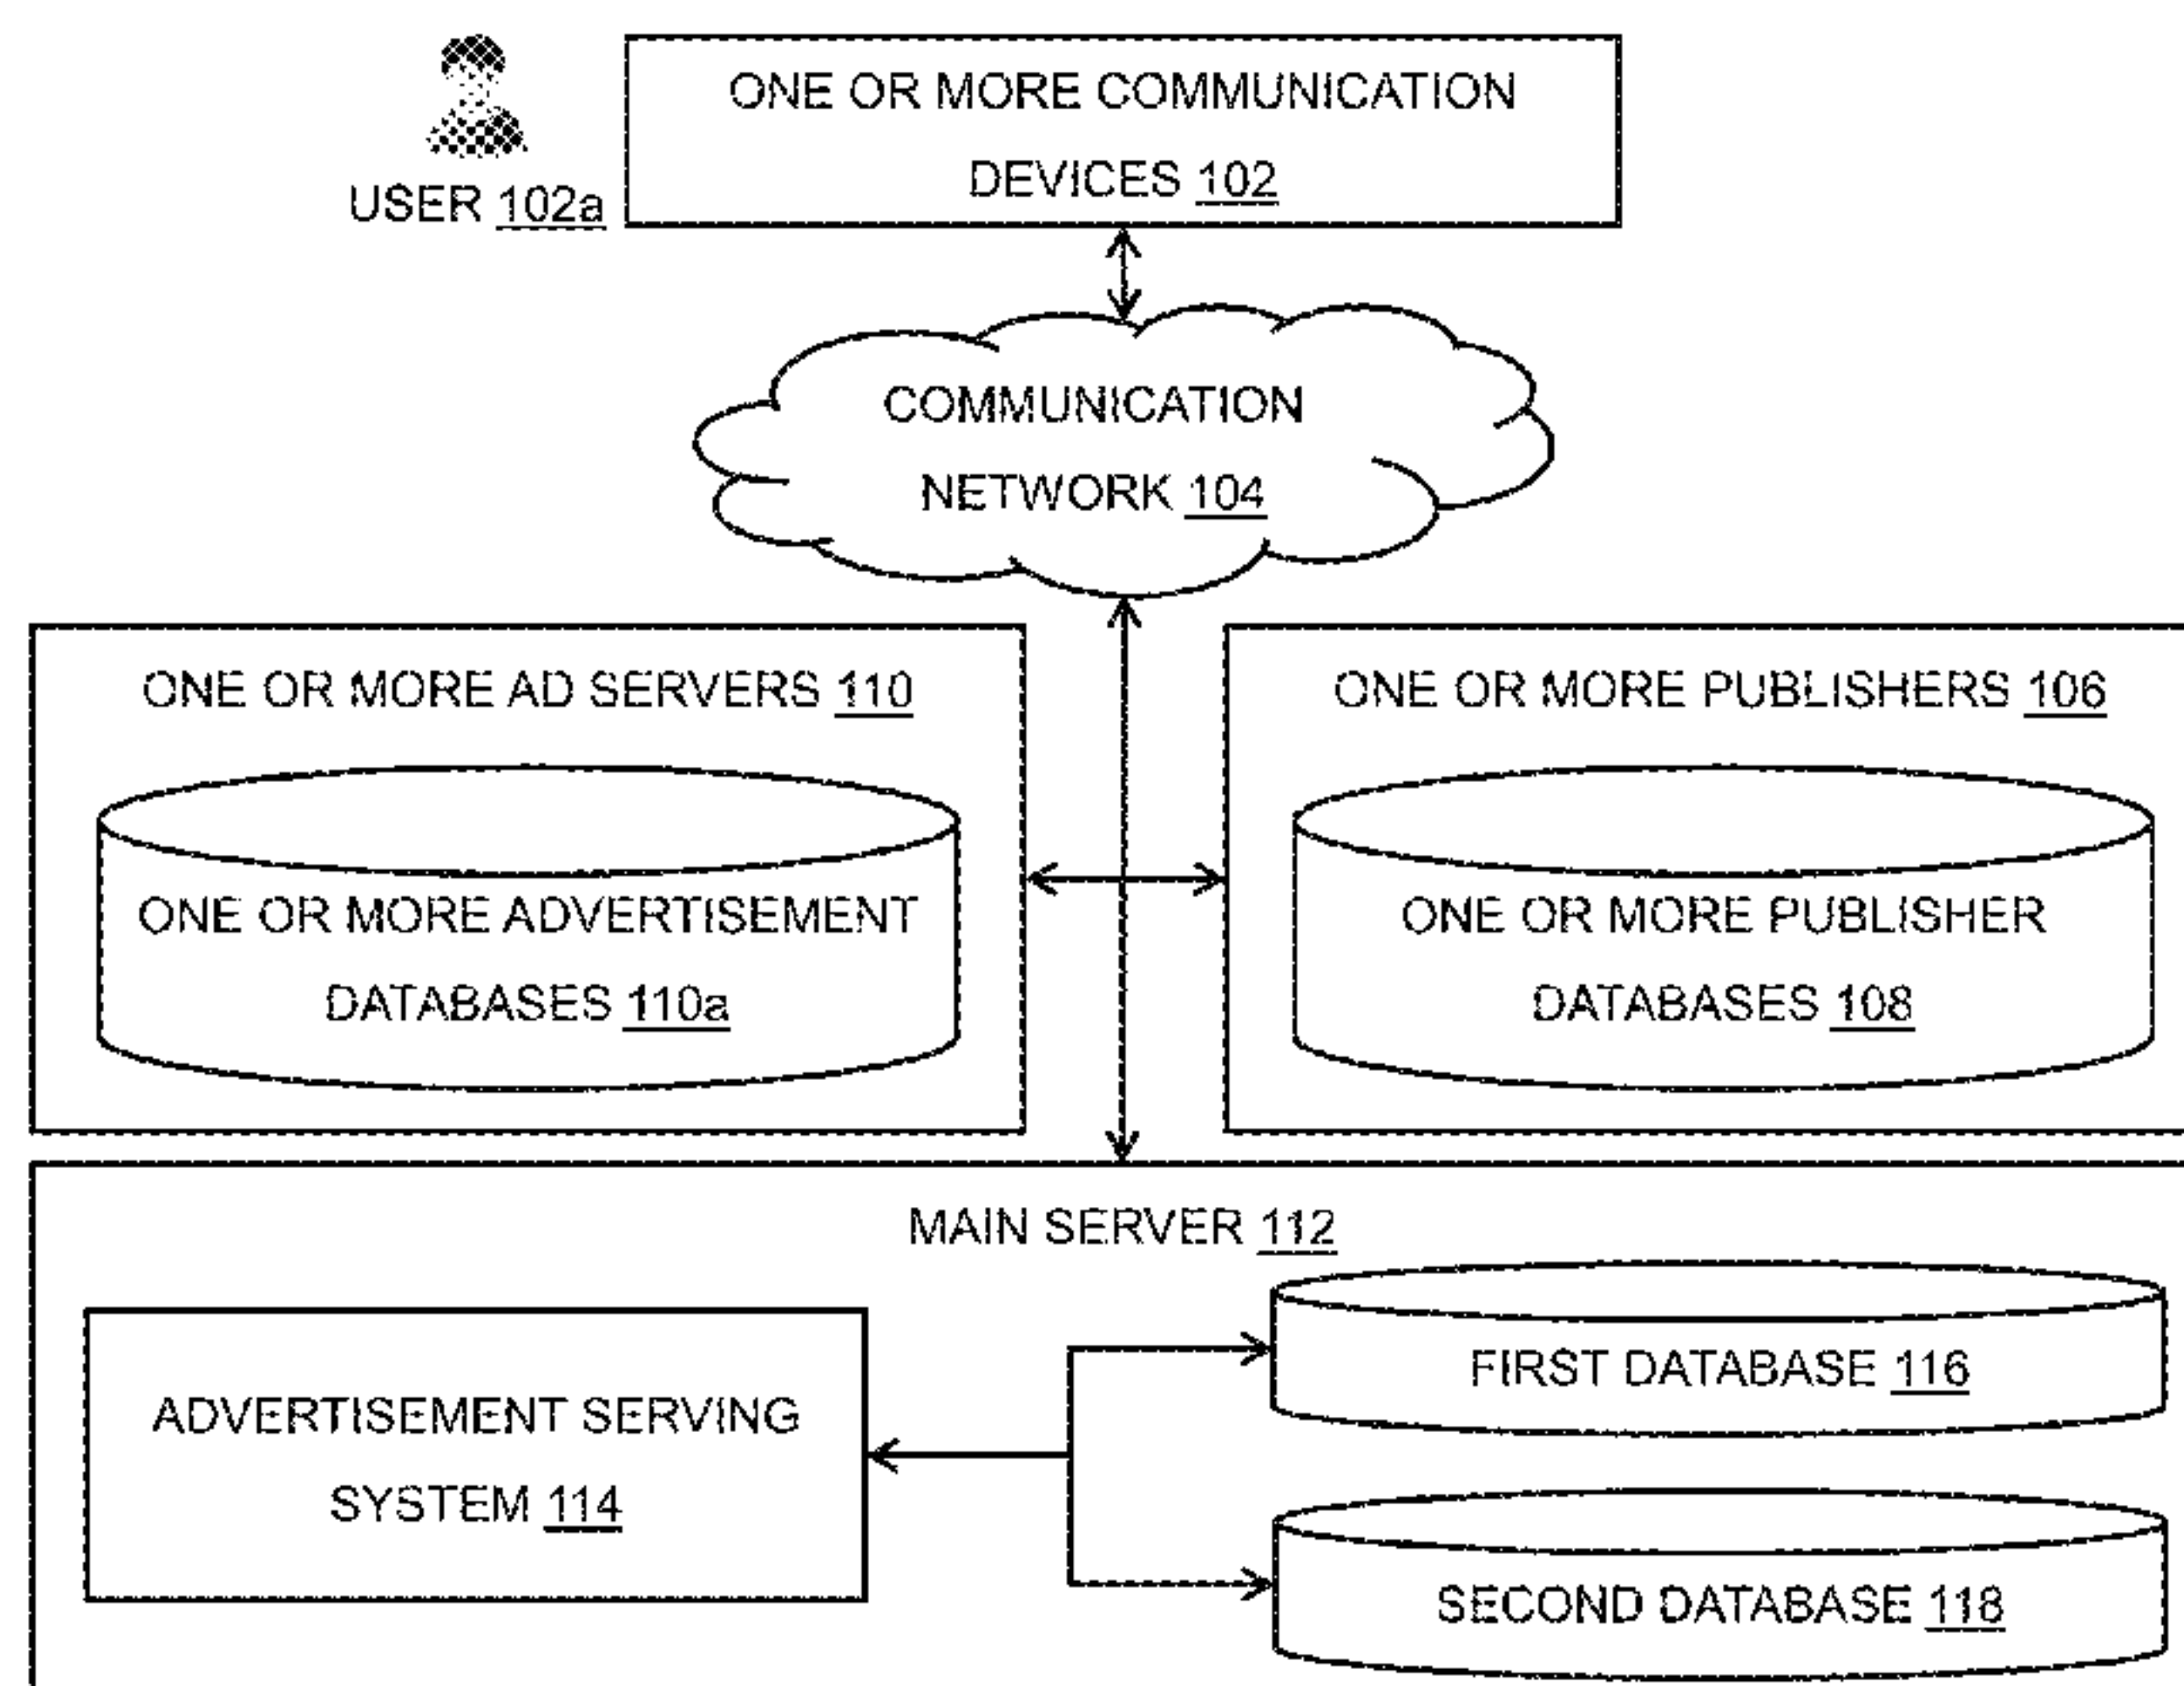 ONE OR MORE COMMUNICATION
DEVICES 102
USER 102a
COMMUNICATION
NETWORK 104
ONE OR MORE AD SERVERS 110
ONE OR MORE ADVERTISEMENT
DATABASES 110a
ONE OR MORE PUBLISHERS 106
ONE OR MORE PUBLISHER
DATABASES 108
MAIN SERVER 112
ADVERTISEMENT SERVING
SYSTEM 114
FIRST DATABASE 116
SECOND DATABASE 118